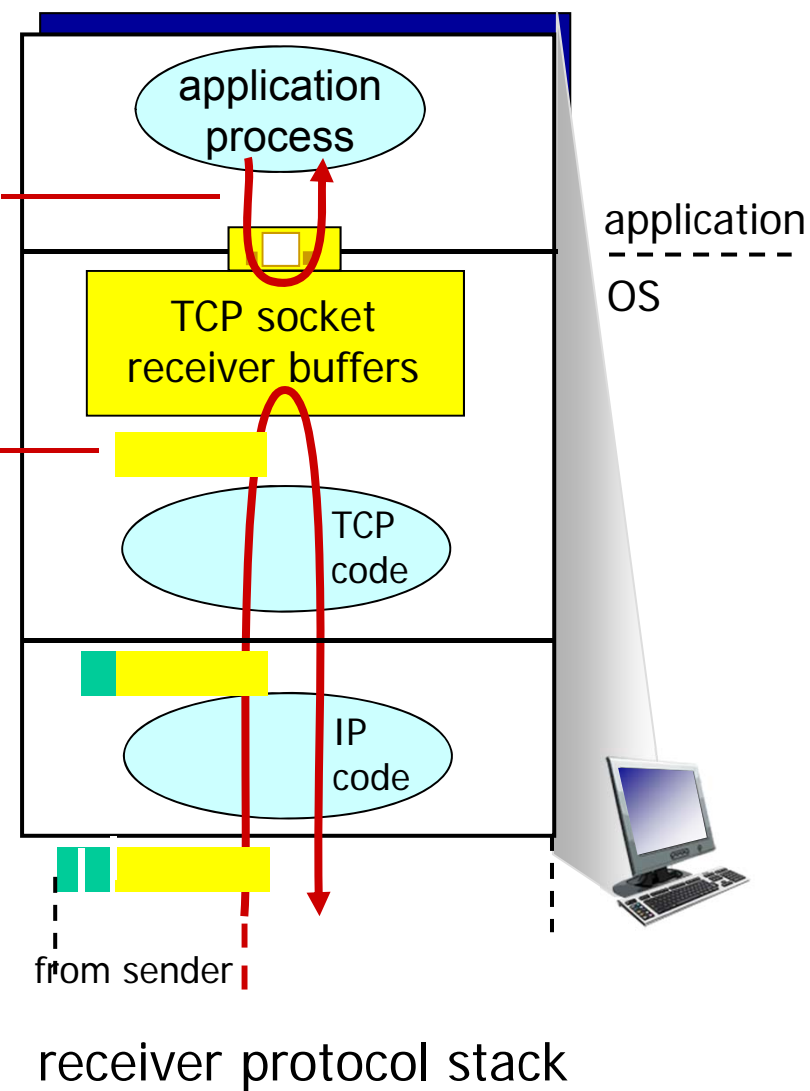 application
process
application
OS
TCP socket
receiver buffers
TCP
code
IP
code
from sender
receiver protocol stack